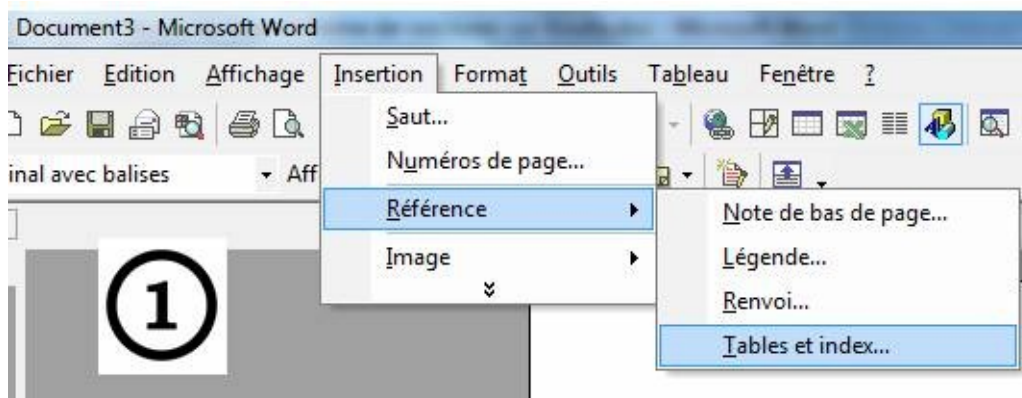 Document3 - Microsoft Word
Fichier Edition Affichage Insertion Format Outils Tableau Fenêtre ?
Saut...
Numéros de page...
inal avec balises Aff
Référence
Note de bas de page...
Image
Légende...
1
Renvoi...
Tables et index...